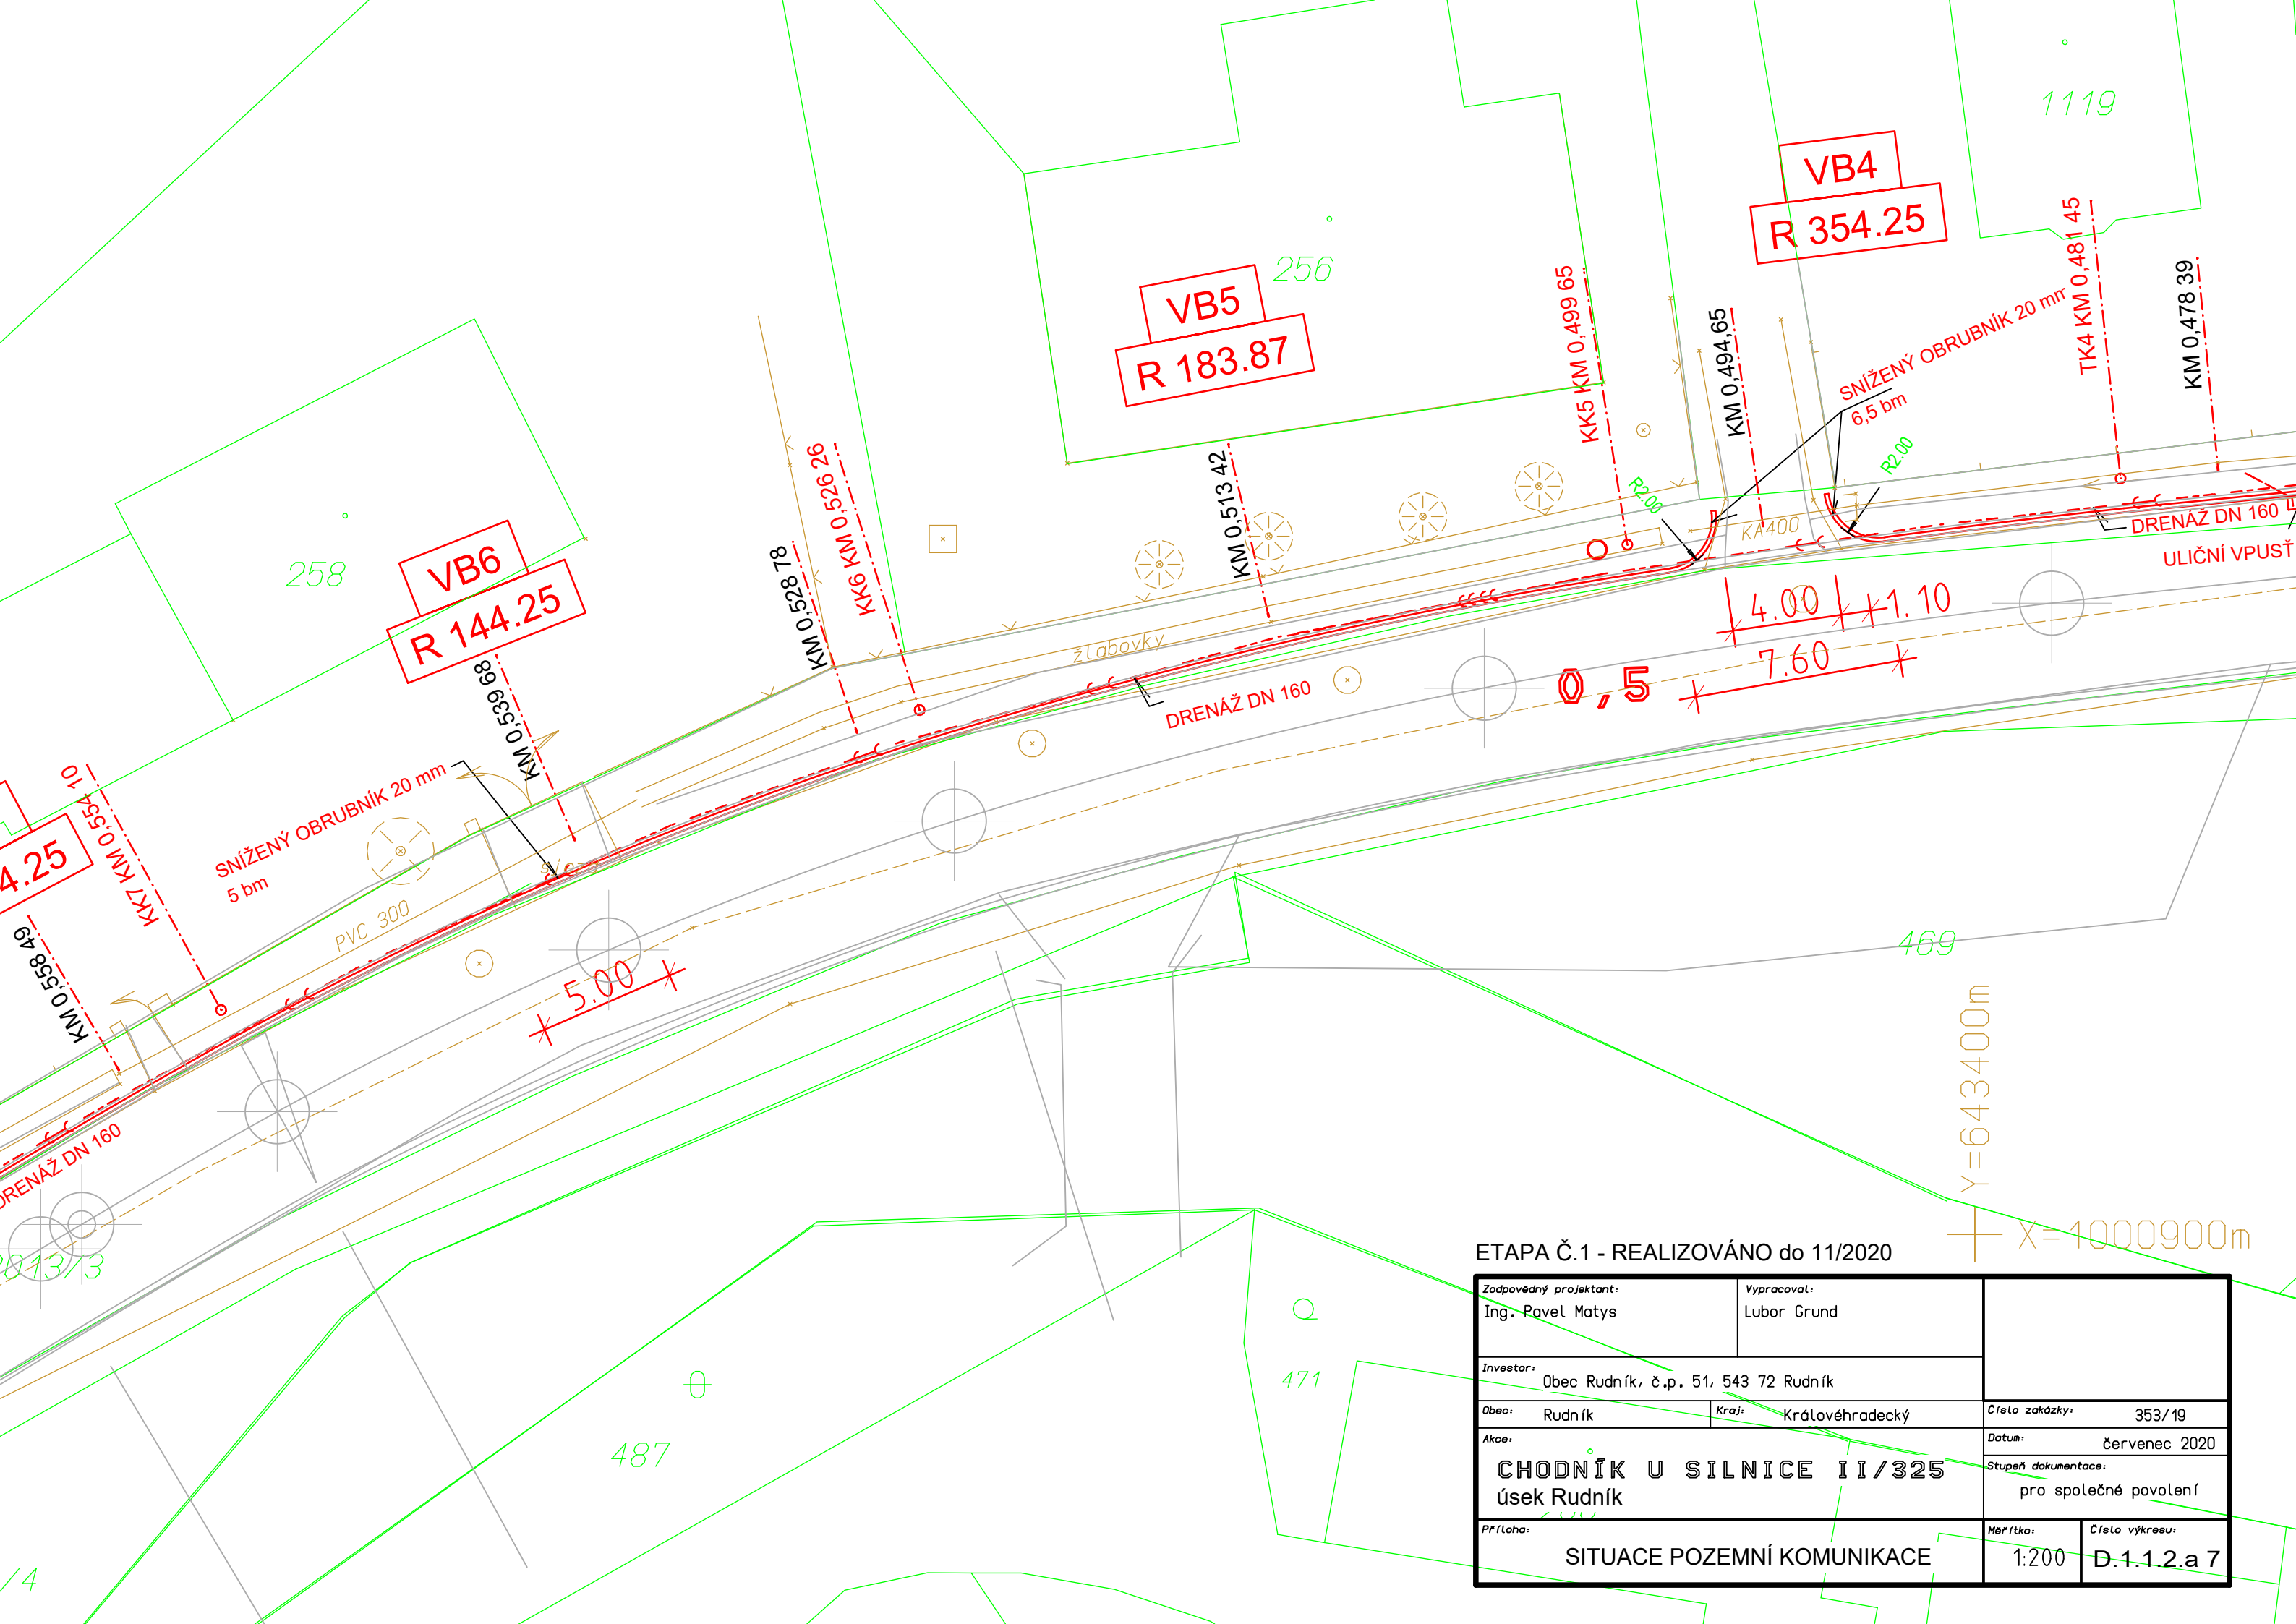 1119
VB4
R 354.25
256
VB5
R 183.87
TK4 KM 0,481 45
KM 0,478 39
KK5 KM 0,499 65
KM 0,494,65
SNÍŽENÝ OBRUBNÍK 20 mm
6,5 bm
R2.00
R2.00
KA400
DRENÁŽ DN 160
ULIČNÍ VPUSŤ
KM 0,513 42
KK6 KM 0,526 26
KM 0,528 78
258
VB6
R 144.25
KM 0,539 68
žlabovky
DRENÁŽ DN 160
4.00
1.10
7.60
0,5
SNÍŽENÝ OBRUBNÍK 20 mm
5 bm
KK7 KM 0,554 10
4.25
KM 0,558 49
PVC 300
5.00
469
DRENÁŽ DN 160
Y=643400m
X=1000900m
2013/3
471
487
/4
ETAPA Č.1 - REALIZOVÁNO do 11/2020
Zodpovědný projektant:
Ing. Pavel Matys
Vypracoval:
Lubor Grund
Investor:
Obec Rudník, č.p. 51, 543 72 Rudník
Obec: Rudník
Kraj: Královéhradecký
Číslo zakázky: 353/19
Akce:
CHODNÍK U SILNICE II/325
úsek Rudník
Datum: červenec 2020
Stupeň dokumentace:
pro společné povolení
Příloha:
SITUACE POZEMNÍ KOMUNIKACE
Měřítko:
1:200
Číslo výkresu:
D.1.1.2.a 7